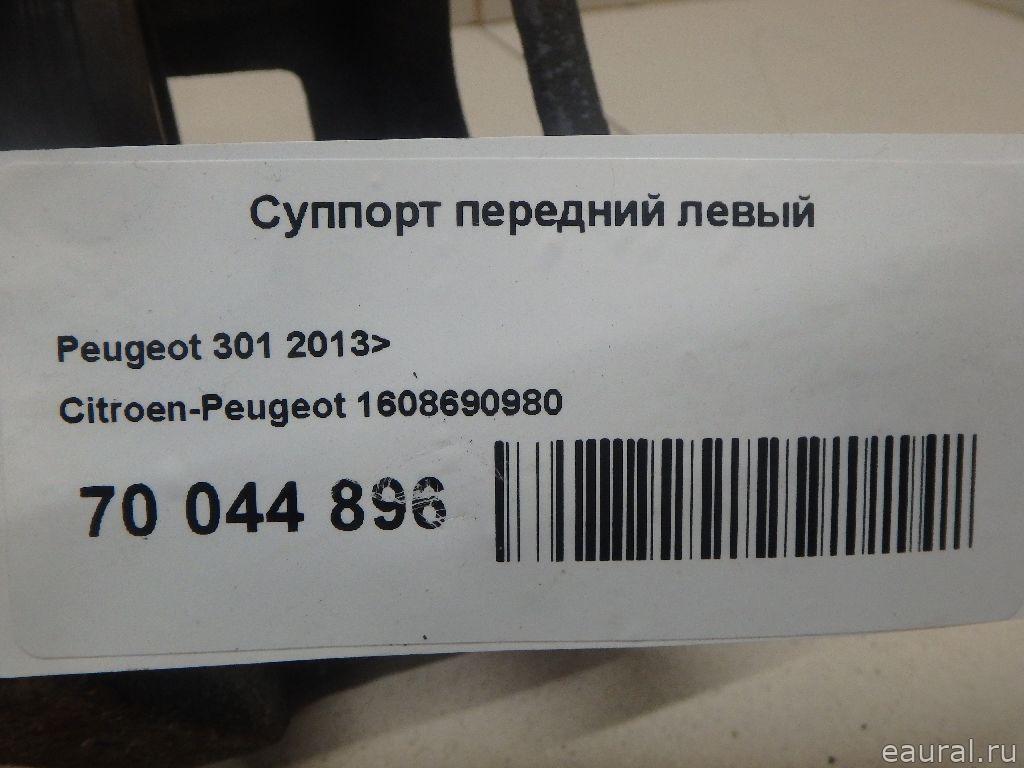 Суппорт передний левый
Peugeot 301 2013>
Citroen-Peugeot 1608690980
70 044 896
eaural.ru